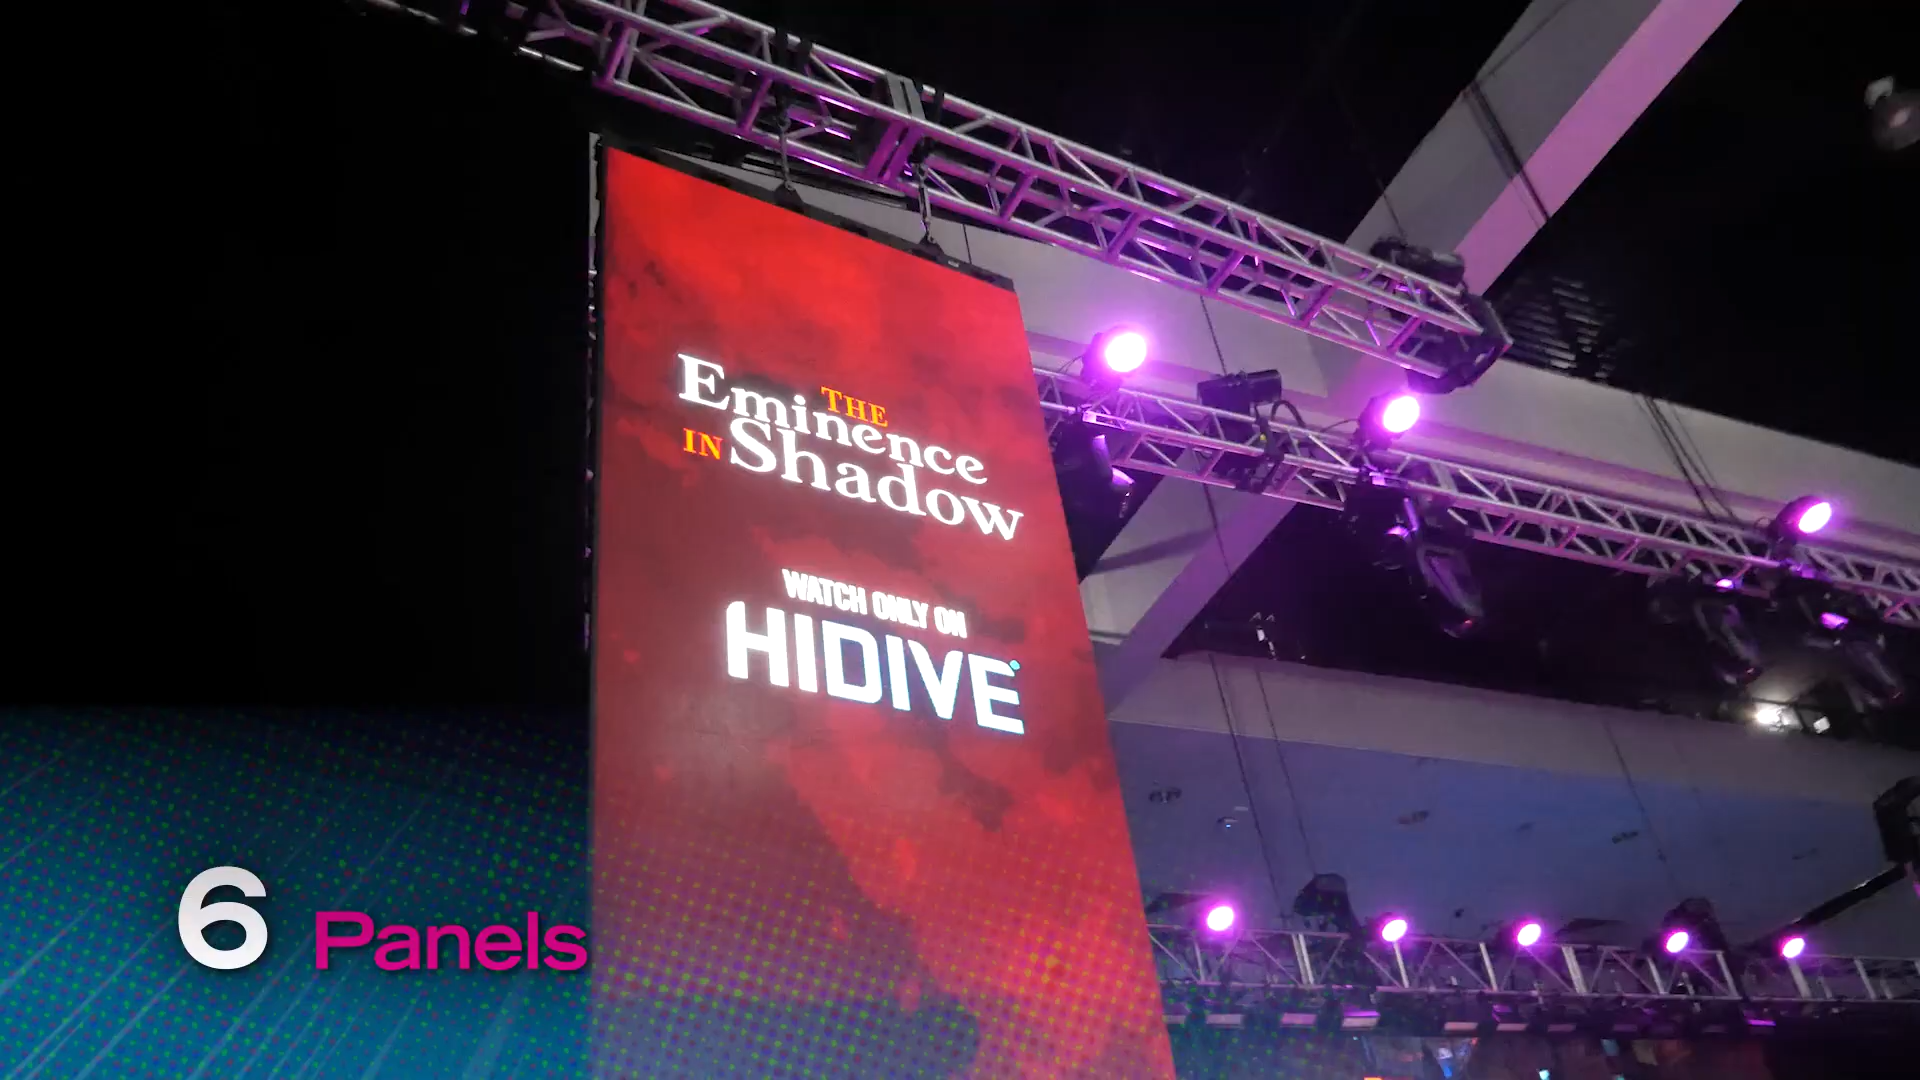 THE
Eminence
IN Shadow
WATCH ONLY ON
HIDIVE
6 Panels